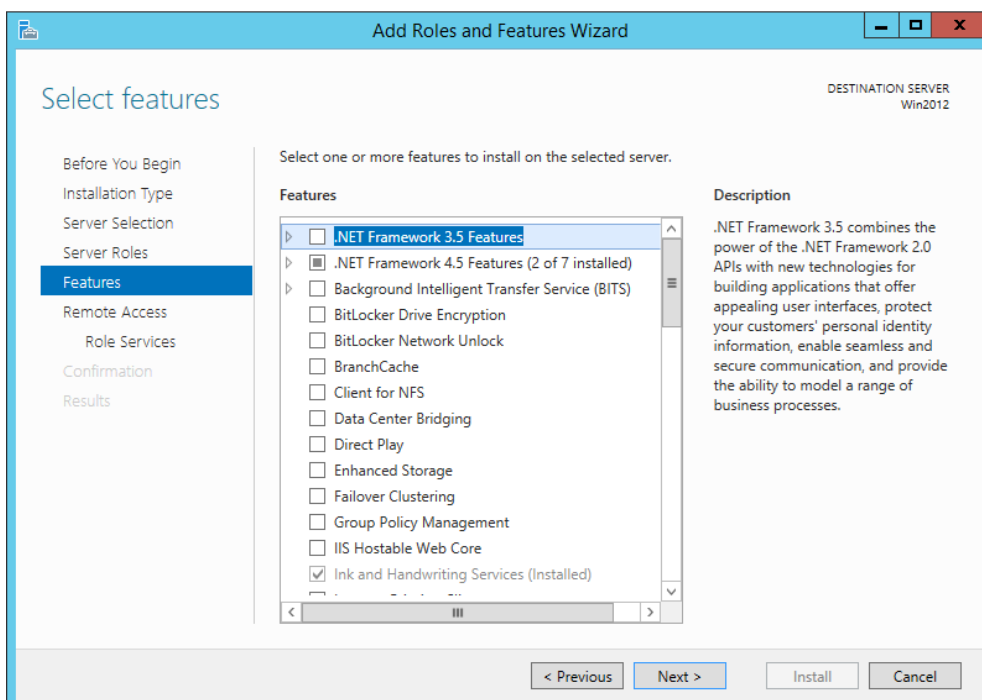 Add Roles and Features Wizard
Select features
DESTINATION SERVER
Win2012
Before You Begin
Installation Type
Server Selection
Server Roles
Features
Remote Access
Role Services
Confirmation
Results
Select one or more features to install on the selected server.
Features
.NET Framework 3.5 Features
.NET Framework 4.5 Features (2 of 7 installed)
Background Intelligent Transfer Service (BITS)
BitLocker Drive Encryption
BitLocker Network Unlock
BranchCache
Client for NFS
Data Center Bridging
Direct Play
Enhanced Storage
Failover Clustering
Group Policy Management
IIS Hostable Web Core
Ink and Handwriting Services (Installed)
Description
.NET Framework 3.5 combines the
power of the .NET Framework 2.0
APIs with new technologies for
building applications that offer
appealing user interfaces, protect
your customers' personal identity
information, enable seamless and
secure communication, and provide
the ability to model a range of
business processes.
< Previous
Next >
Install
Cancel